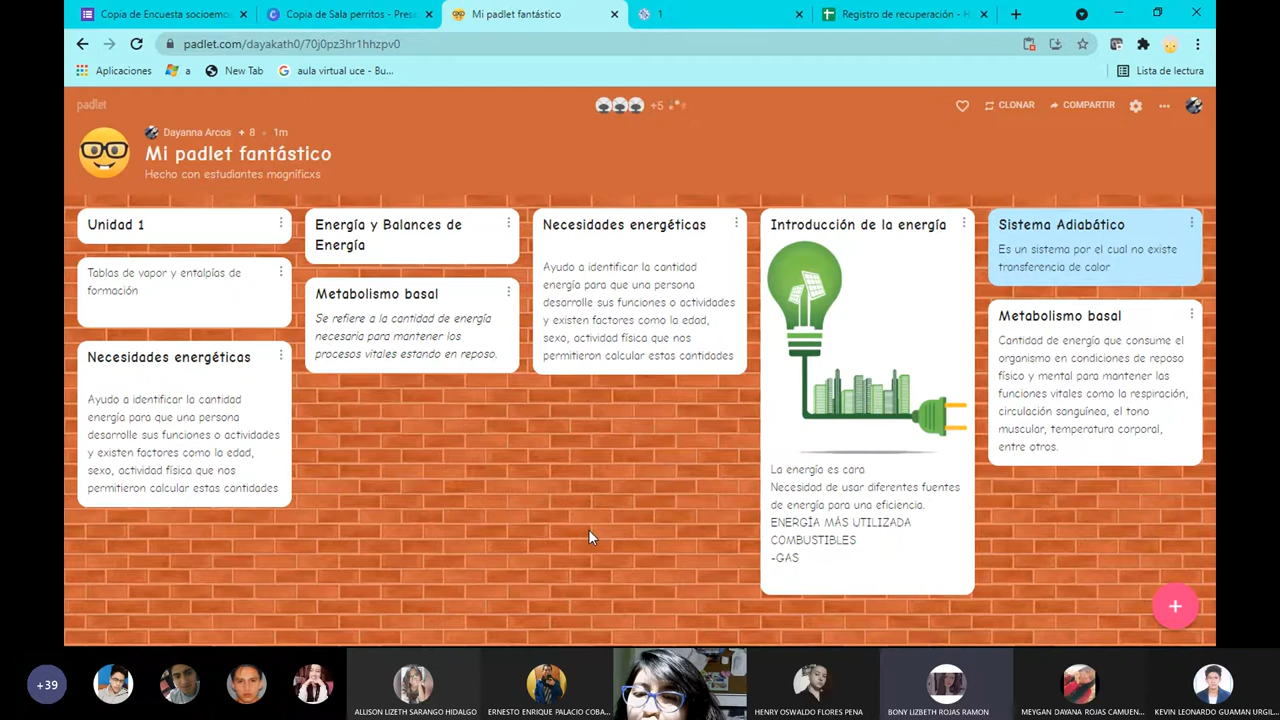 Copia de Encuesta socioemo
Copia de Sala perritos - Prese
Mi padlet fantástico
1
Registro de recuperación - H
padlet.com/dayakath0/70j0pz3hr1hhzpv0
Aplicaciones
a
New Tab
aula virtual uce - Bu...
Lista de lectura
padlet
+5
CLONAR
COMPARTIR
Dayanna Arcos + 8 • 1m
Mi padlet fantástico
Hecho con estudiantes magníficxs
Unidad 1
Tablas de vapor y entalpías de
formación
Necesidades energéticas
Ayudo a identificar la cantidad
energía para que una persona
desarrolle sus funciones o actividades
y existen factores como la edad,
sexo, actividad física que nos
permitieron calcular estas cantidades
Energía y Balances de
Energía
Metabolismo basal
Se refiere a la cantidad de energía
necesaria para mantener los
procesos vitales estando en reposo.
Necesidades energéticas
Ayudo a identificar la cantidad
energía para que una persona
desarrolle sus funciones o actividades
y existen factores como la edad,
sexo, actividad física que nos
permitieron calcular estas cantidades
Introducción de la energía
La energía es cara
Necesidad de usar diferentes fuentes
de energía para una eficiencia.
ENERGÍA MÁS UTILIZADA
COMBUSTIBLES
-GAS
Sistema Adiabático
Es un sistema por el cual no existe
transferencia de calor
Metabolismo basal
Cantidad de energía que consume el
organismo en condiciones de reposo
físico y mental para mantener las
funciones vitales como la respiración,
circulación sanguínea, el tono
muscular, temperatura corporal,
entre otros.
+39
ALLISON LIZETH SARANGO HIDALGO
ERNESTO ENRIQUE PALACIO COBA...
HENRY OSWALDO FLORES PENA
BONY LIZBETH ROJAS RAMON
MEYGAN DAYANA ROJAS CAMUEN...
KEVIN LEONARDO GUAMAN URGIL...